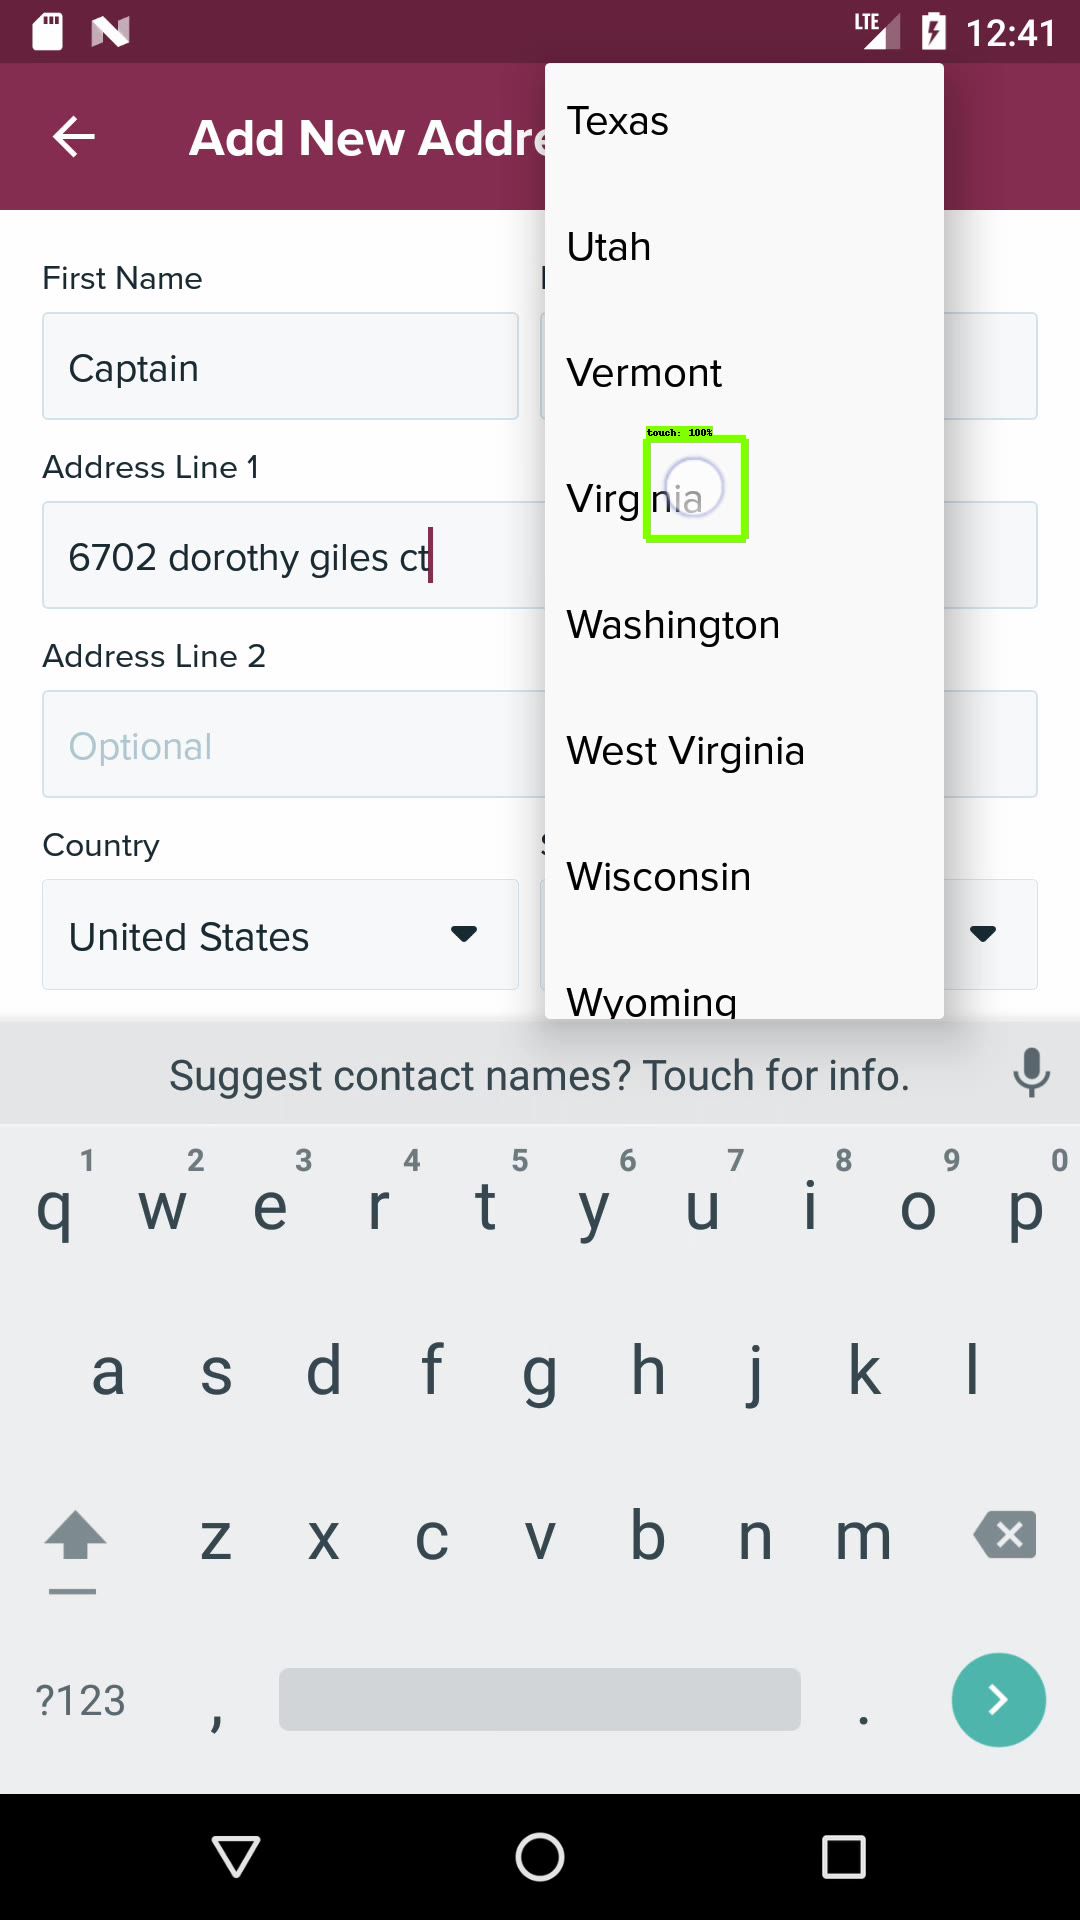 LTE 12:41
Add New Addre
Texas
Utah
Vermont
touch: 100%
Virginia
Washington
West Virginia
Wisconsin
Wyoming
First Name
Captain
Address Line 1
6702 dorothy giles ct
Address Line 2
Optional
Country
United States
Suggest contact names? Touch for info.
1 2 3 4 5 6 7 8 9 0
q w e r t y u i o p
a s d f g h j k l
z x c v b n m
?123 , .